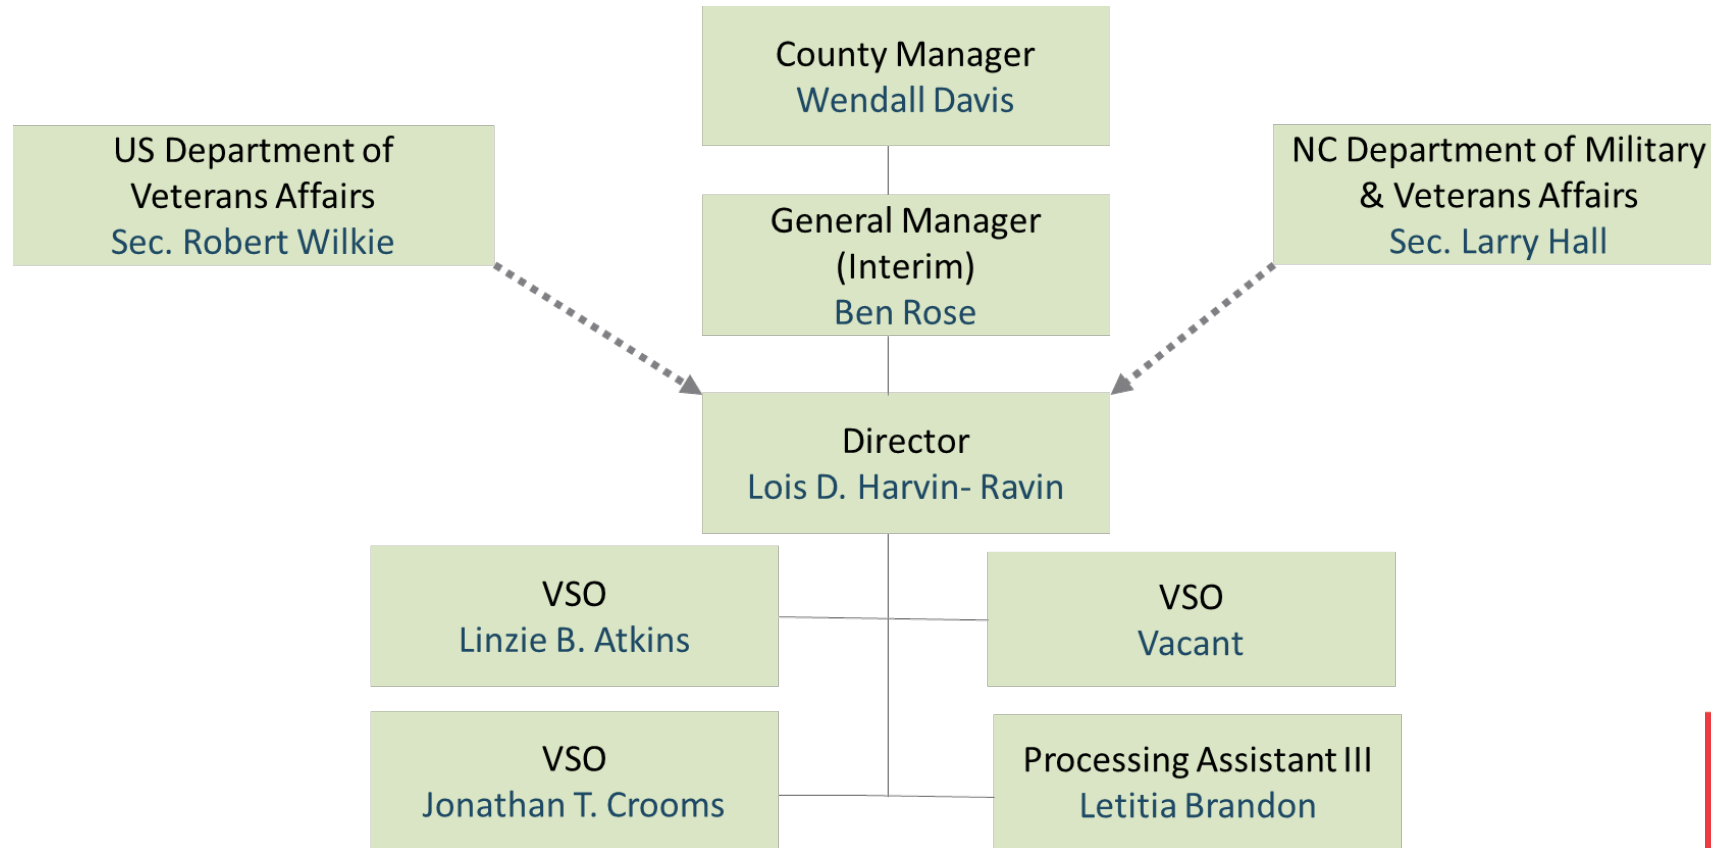 County Manager
Wendall Davis
US Department of
Veterans Affairs
Sec. Robert Wilkie
NC Department of Military
& Veterans Affairs
Sec. Larry Hall
General Manager
(Interim)
Ben Rose
Director
Lois D. Harvin- Ravin
VSO
Linzie B. Atkins
VSO
Vacant
VSO
Jonathan T. Crooms
Processing Assistant III
Letitia Brandon